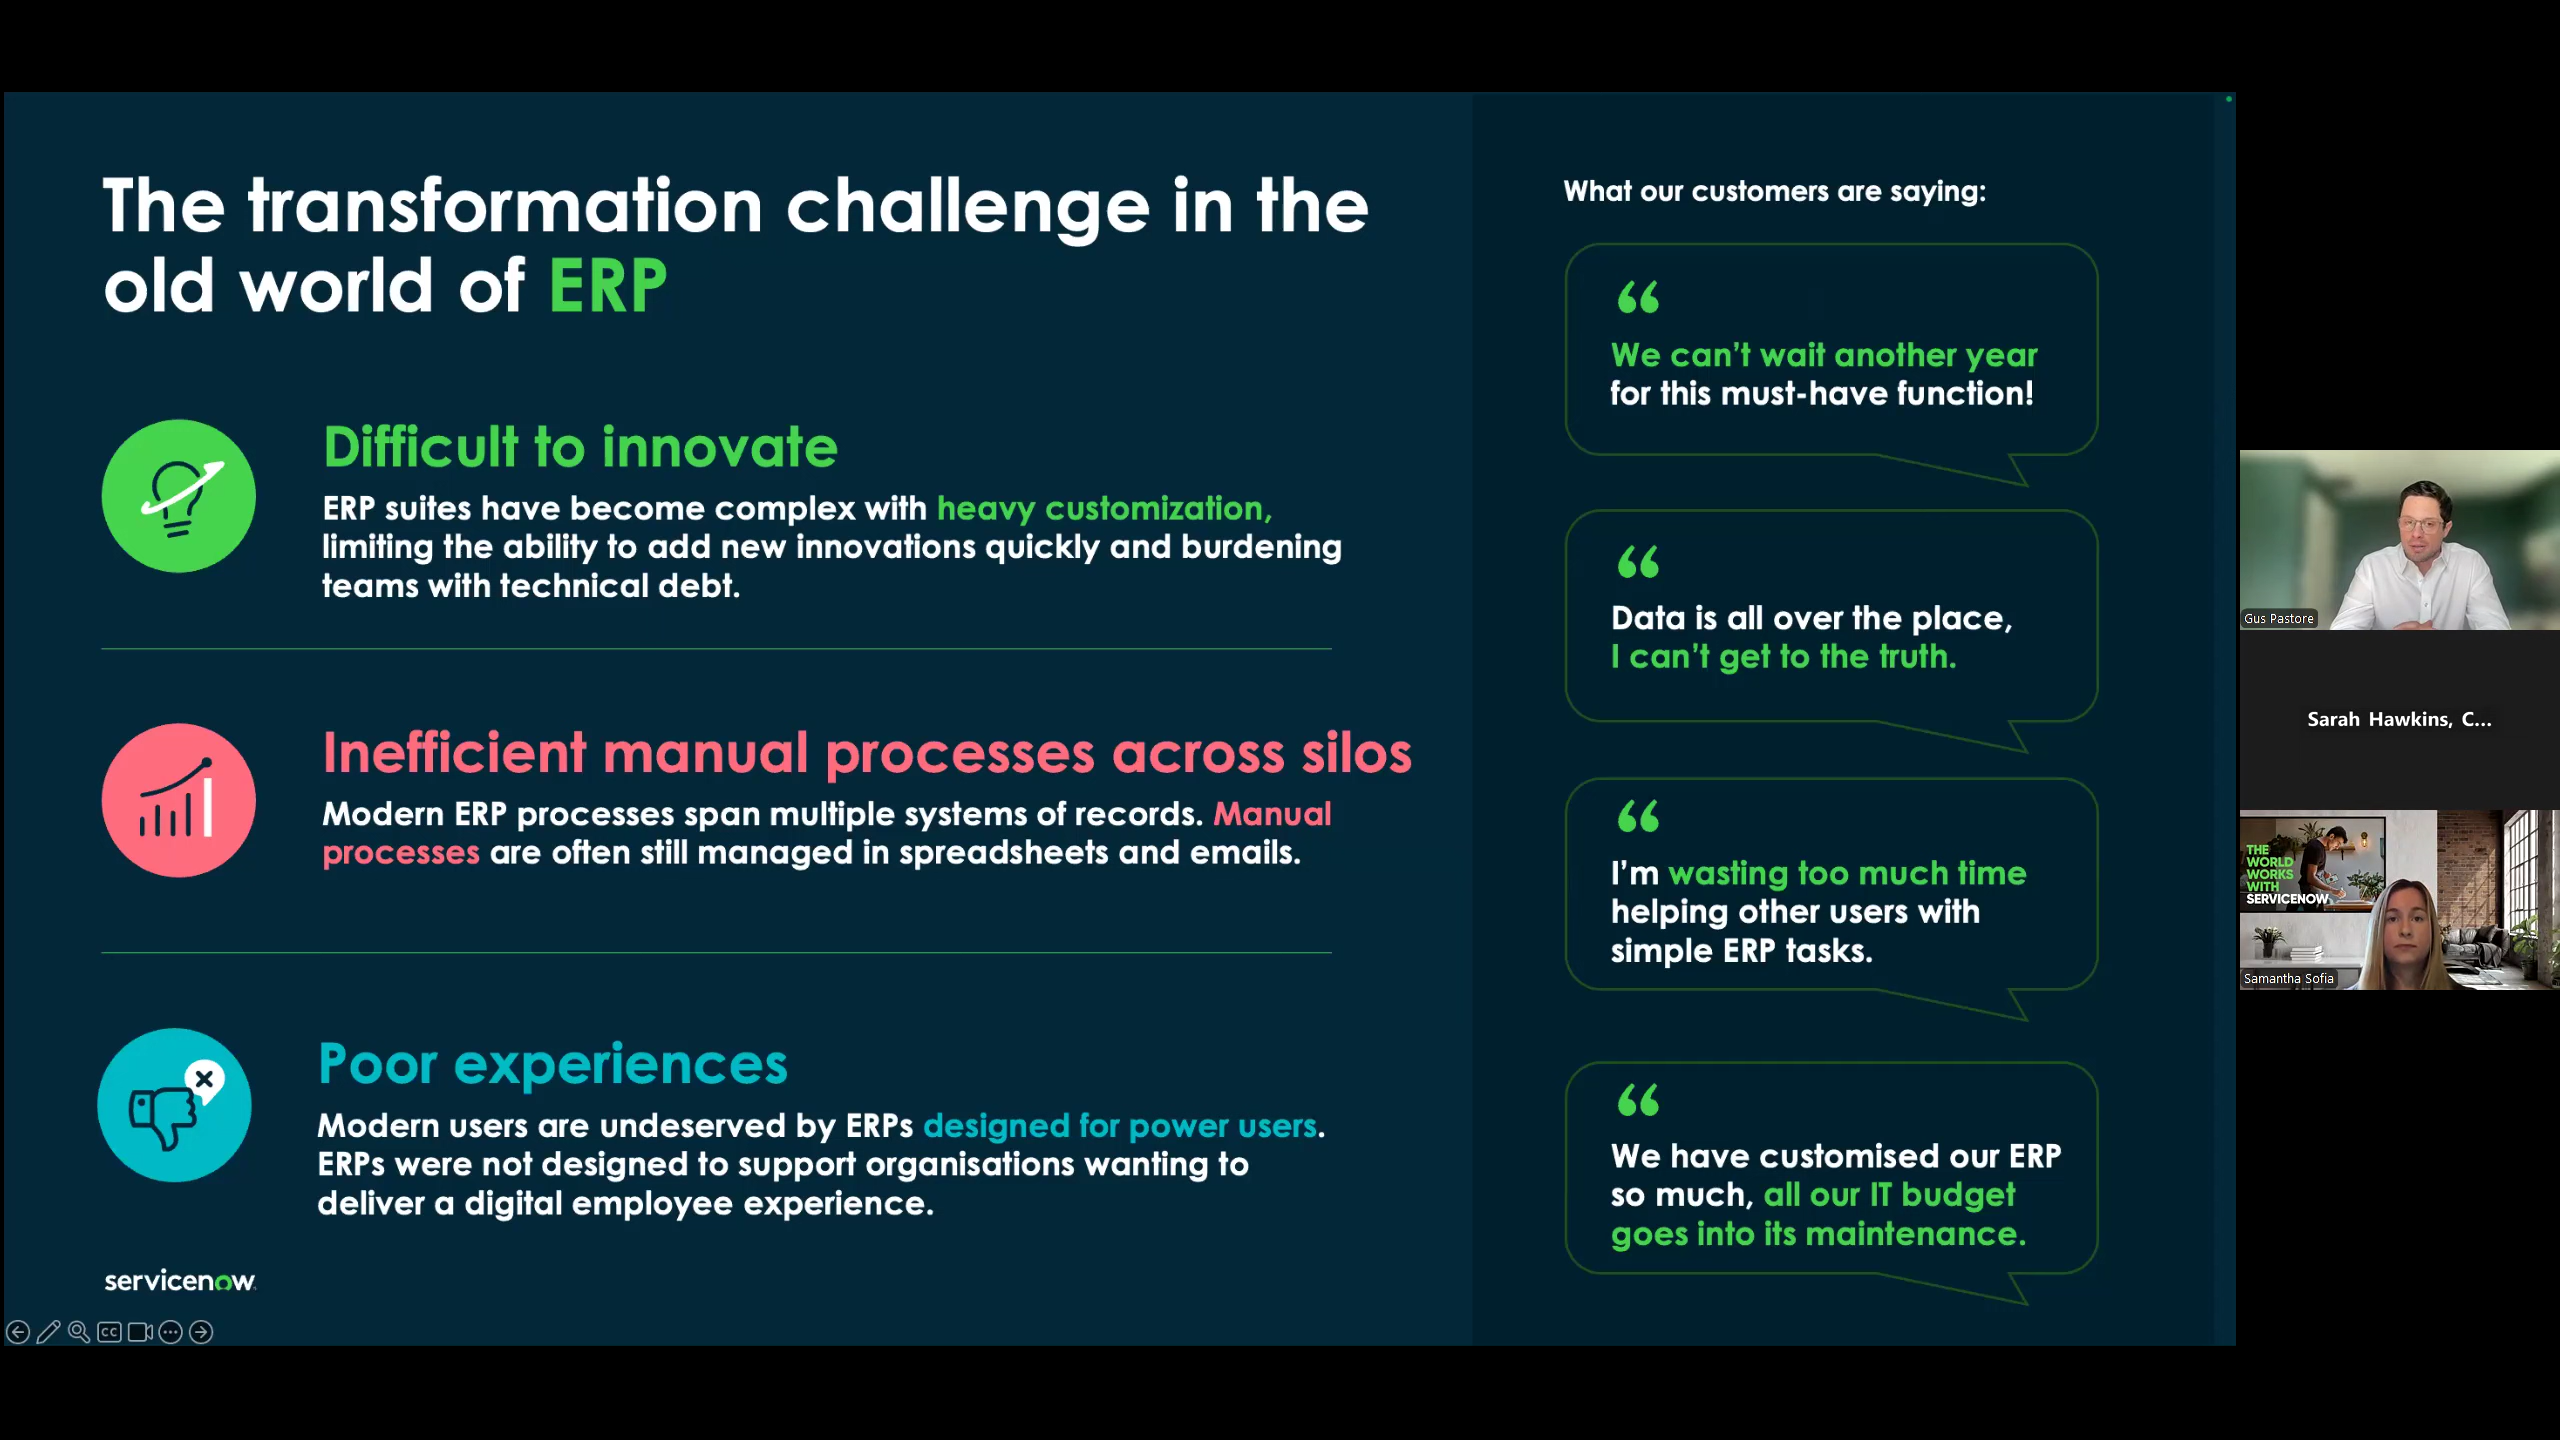 The transformation challenge in the
old world of ERP
Difficult to innovate
ERP suites have become complex with heavy customization,
limiting the ability to add new innovations quickly and burdening
teams with technical debt.
Inefficient manual processes across silos
Modern ERP processes span multiple systems of records. Manual
processes are often still managed in spreadsheets and emails.
Poor experiences
Modern users are undeserved by ERPs designed for power users.
ERPs were not designed to support organisations wanting to
deliver a digital employee experience.
servicenow
CC
What our customers are saying:
“
We can’t wait another year
for this must-have function!
“
Data is all over the place,
I can’t get to the truth.
“
I’m wasting too much time
helping other users with
simple ERP tasks.
“
We have customised our ERP
so much, all our IT budget
goes into its maintenance.
Gus Pastore
Sarah Hawkins, C...
THE
WORLD
WORKS
WITH
SERVICENOW
Samantha Sofia